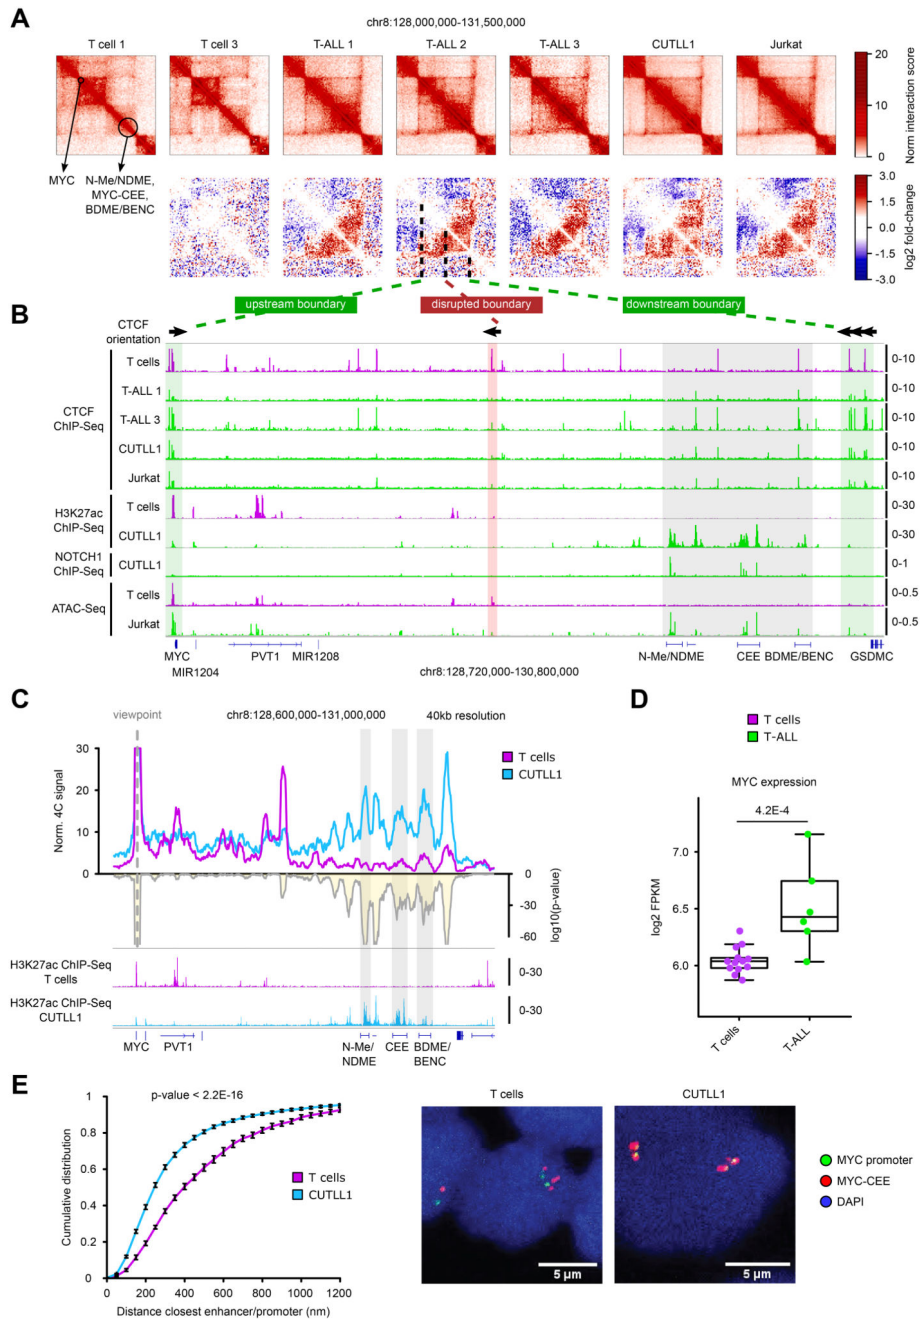 A
chr8:128,000,000-131,500,000
T cell 1
T cell 3
T-ALL 1
T-ALL 2
T-ALL 3
CUTLL1
Jurkat
20
10
0
Norm interaction score
MYC
N-Me/NDME,
MYC-CEE,
BDME/BENC
3.0
1.5
0
-1.5
-3.0
log2 fold-change
upstream boundary
disrupted boundary
downstream boundary
B
CTCF
orientation
CTCF
ChIP-Seq
T cells
0-10
T-ALL 1
0-10
T-ALL 3
0-10
CUTLL1
0-10
Jurkat
0-10
H3K27ac
ChIP-Seq
T cells
0-30
CUTLL1
0-30
NOTCH1
ChIP-Seq
CUTLL1
0-1
ATAC-Seq
T cells
0-0.5
Jurkat
0-0.5
MYC
MIR1204
PVT1
MIR1208
N-Me/NDME
CEE
BDME/BENC
GSDMC
chr8:128,720,000-130,800,000
C
viewpoint
chr8:128,600,000-131,000,000
40kb resolution
T cells
CUTLL1
30
20
10
0
Norm. 4C signal
0
-30
-60
log10(p-value)
H3K27ac ChIP-Seq
T cells
0-30
H3K27ac ChIP-Seq
CUTLL1
0-30
MYC
PVT1
N-Me/
NDME
CEE
BDME/
BENC
D
T cells
T-ALL
MYC expression
4.2E-4
7.0
6.5
6.0
log2 FPKM
T cells
T-ALL
E
p-value < 2.2E-16
1
0.8
0.6
0.4
0.2
0
Cumulative distribution
T cells
CUTLL1
0
200
400
600
800
1000
1200
Distance closest enhancer/promoter (nm)
T cells
CUTLL1
5 µm
5 µm
MYC promoter
MYC-CEE
DAPI